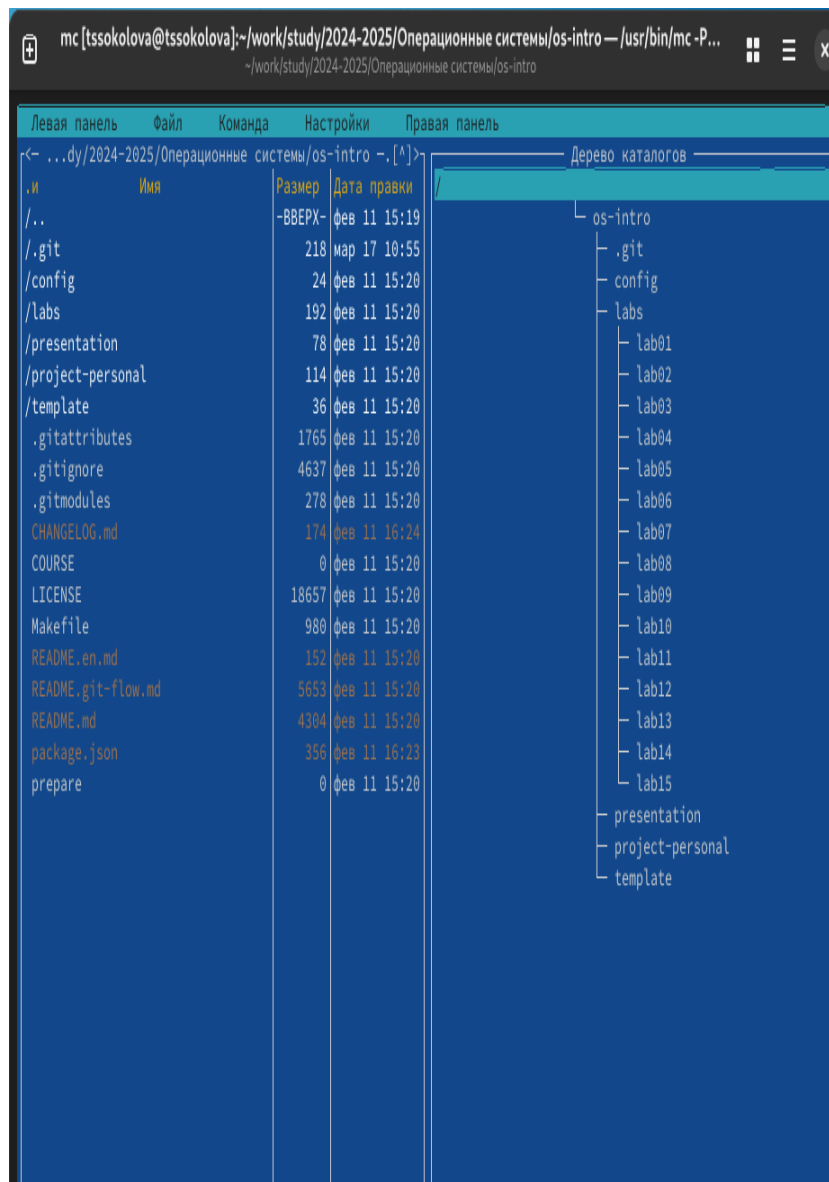 mc [tssokolova@tssokolova]:~/work/study/2024-2025/Операционные системы/os-intro — /usr/bin/mc -P...
~/work/study/2024-2025/Операционные системы/os-intro
Левая панель Файл Команда Настройки Правая панель
<— ...dy/2024-2025/Операционные системы/os-intro —.[^]>
.и Имя Размер Дата правки
/.. -ВВЕРХ- фев 11 15:19
/.git 218 мар 17 10:55
/config 24 фев 11 15:20
/labs 192 фев 11 15:20
/presentation 78 фев 11 15:20
/project-personal 114 фев 11 15:20
/template 36 фев 11 15:20
.gitattributes 1765 фев 11 15:20
.gitignore 4637 фев 11 15:20
.gitmodules 278 фев 11 15:20
CHANGELOG.md 174 фев 11 16:24
COURSE 0 фев 11 15:20
LICENSE 18657 фев 11 15:20
Makefile 980 фев 11 15:20
README.en.md 152 фев 11 15:20
README.git-flow.md 5653 фев 11 15:20
README.md 4304 фев 11 15:20
package.json 356 фев 11 16:23
prepare 0 фев 11 15:20
Дерево каталогов
/
os-intro
.git
config
labs
lab01
lab02
lab03
lab04
lab05
lab06
lab07
lab08
lab09
lab10
lab11
lab12
lab13
lab14
lab15
presentation
project-personal
template